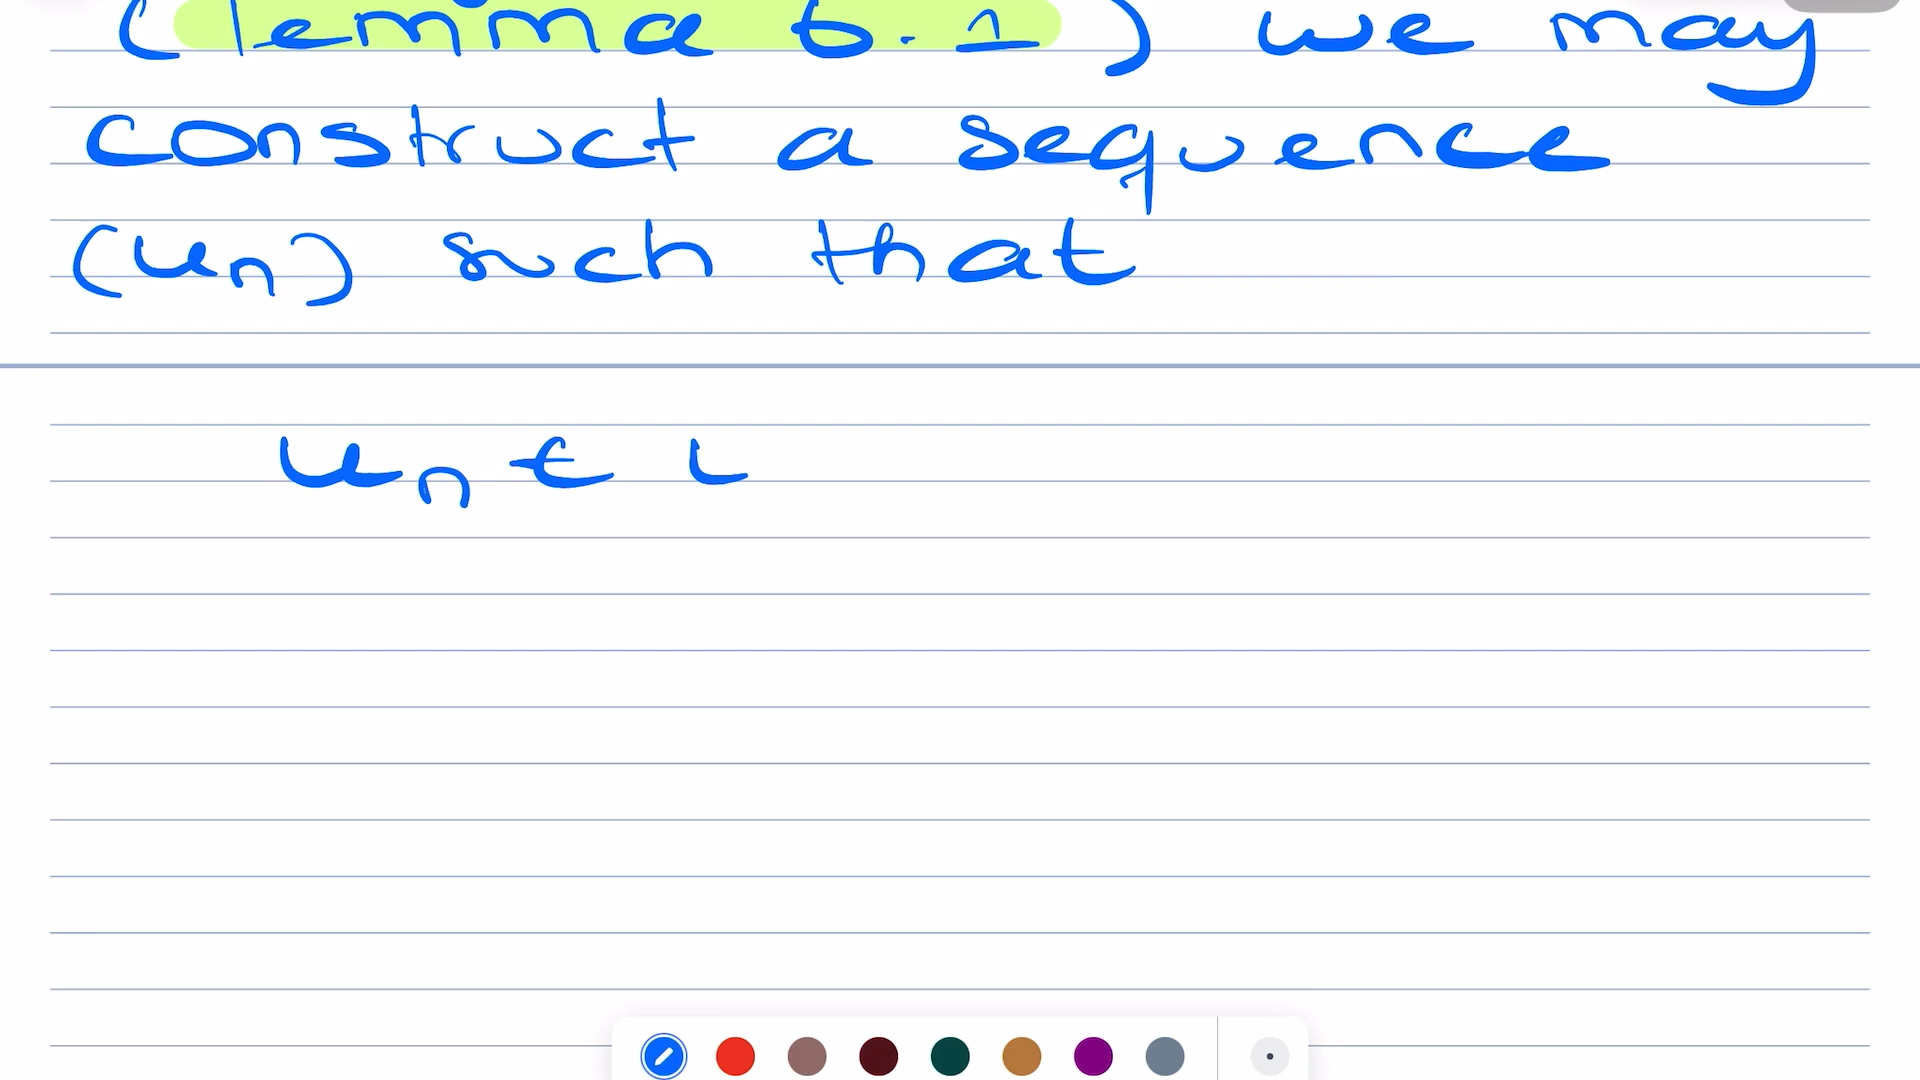 (lemma 6.1) we may
construct a sequence
(un) such that
un ∈